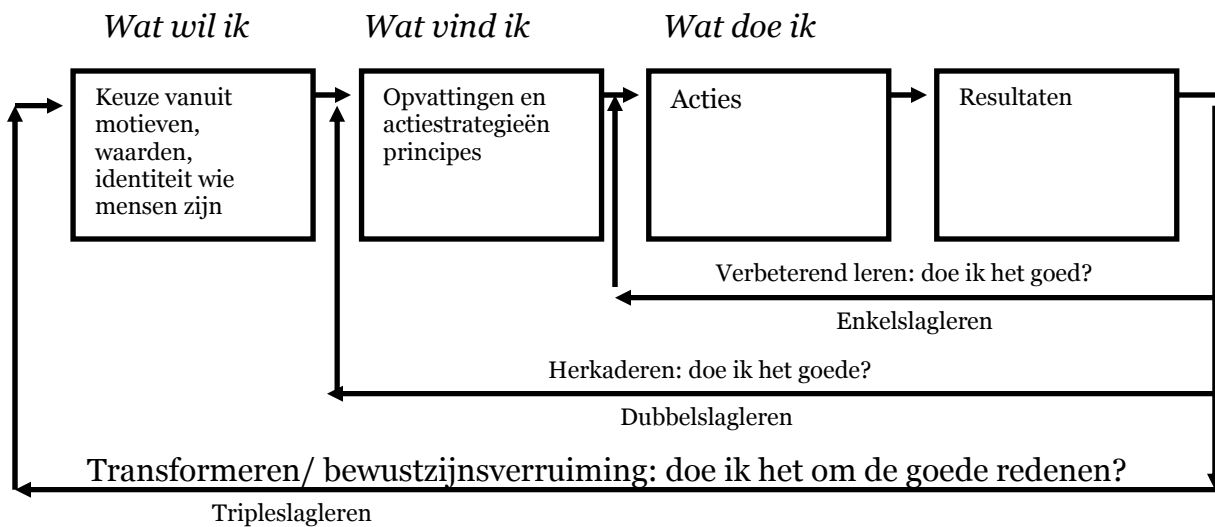 Wat wil ik
Wat vind ik
Wat doe ik
Keuze vanuit
motieven,
waarden,
identiteit wie
mensen zijn
Opvattingen en
actiestrategieën
principes
Acties
Resultaten
Verbeterend leren: doe ik het goed?
Enkelslagleren
Herkaderen: doe ik het goede?
Dubbelslagleren
Transformeren/ bewustzijnsverruiming: doe ik het om de goede redenen?
Tripleslagleren